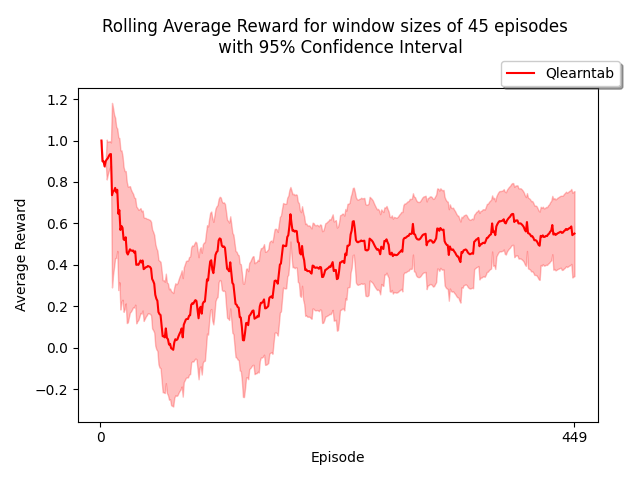 Rolling Average Reward for window sizes of 45 episodes
with 95% Confidence Interval
Qlearntab
1.2
1.0
0.8
0.6
0.4
0.2
0.0
−0.2
Average Reward
0 449
Episode